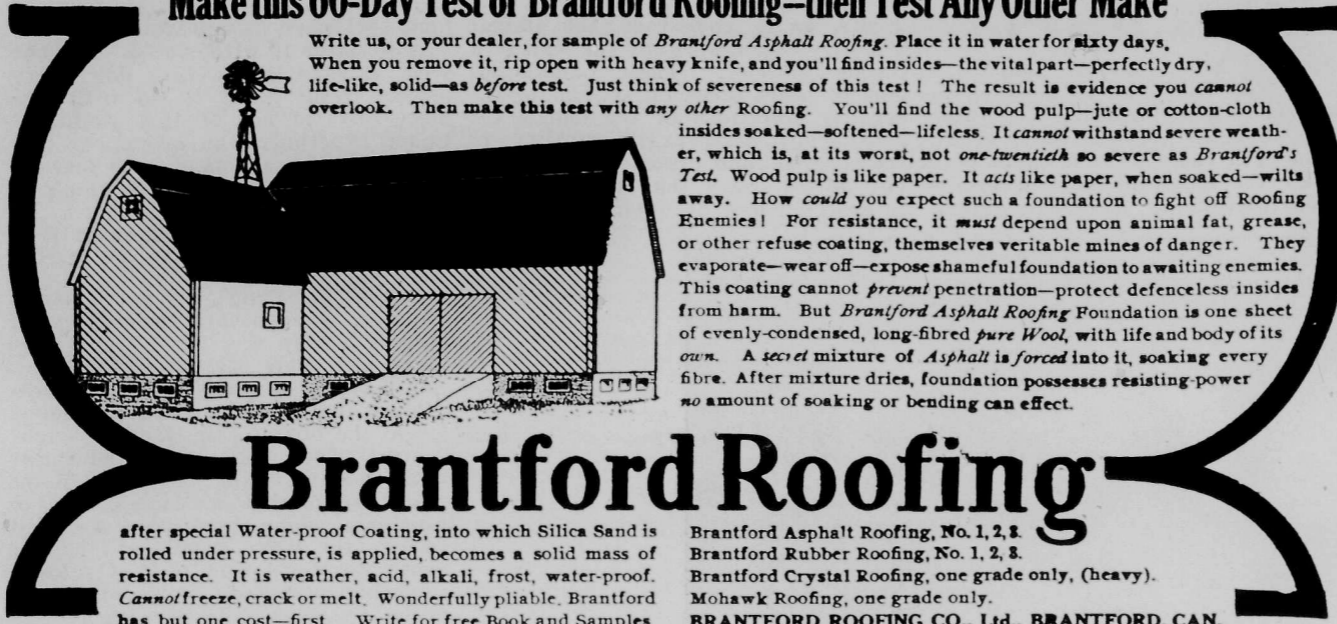 Make this 60-Day Test of Brantford Roofing—then Test Any Other Make
Write us, or your dealer, for sample of Brantford Asphalt Roofing. Place it in water for sixty days.
When you remove it, rip open with heavy knife, and you'll find insides—the vital part—perfectly dry,
life-like, solid—as before test. Just think of severeness of this test! The result is evidence you cannot
overlook. Then make this test with any other Roofing. You'll find the wood pulp—jute or cotton-cloth
insides soaked—softened—lifeless. It cannot withstand severe weath-
er, which is, at its worst, not one-twentieth so severe as Brantford's
Test. Wood pulp is like paper. It acts like paper, when soaked—wilts
away. How could you expect such a foundation to fight off Roofing
Enemies! For resistance, it must depend upon animal fat, grease,
or other refuse coating, themselves veritable mines of danger. They
evaporate—wear off—expose shameful foundation to awaiting enemies.
This coating cannot prevent penetration—protect defenceless insides
from harm. But Brantford Asphalt Roofing Foundation is one sheet
of evenly-condensed, long-fibred pure Wool, with life and body of its
own. A secret mixture of Asphalt is forced into it, soaking every
fibre. After mixture dries, foundation possesses resisting-power
no amount of soaking or bending can effect.
Brantford Roofing
after special Water-proof Coating, into which Silica Sand is
rolled under pressure, is applied, becomes a solid mass of
resistance. It is weather, acid, alkali, frost, water-proof.
Cannot freeze, crack or melt. Wonderfully pliable. Brantford
has but one cost—first. Write for free Book and Samples
Brantford Asphalt Roofing, No. 1, 2, 3.
Brantford Rubber Roofing, No. 1, 2, 3.
Brantford Crystal Roofing, one grade only, (heavy).
Mohawk Roofing, one grade only.
BRANTFORD ROOFING CO., Ltd., BRANTFORD, CAN.